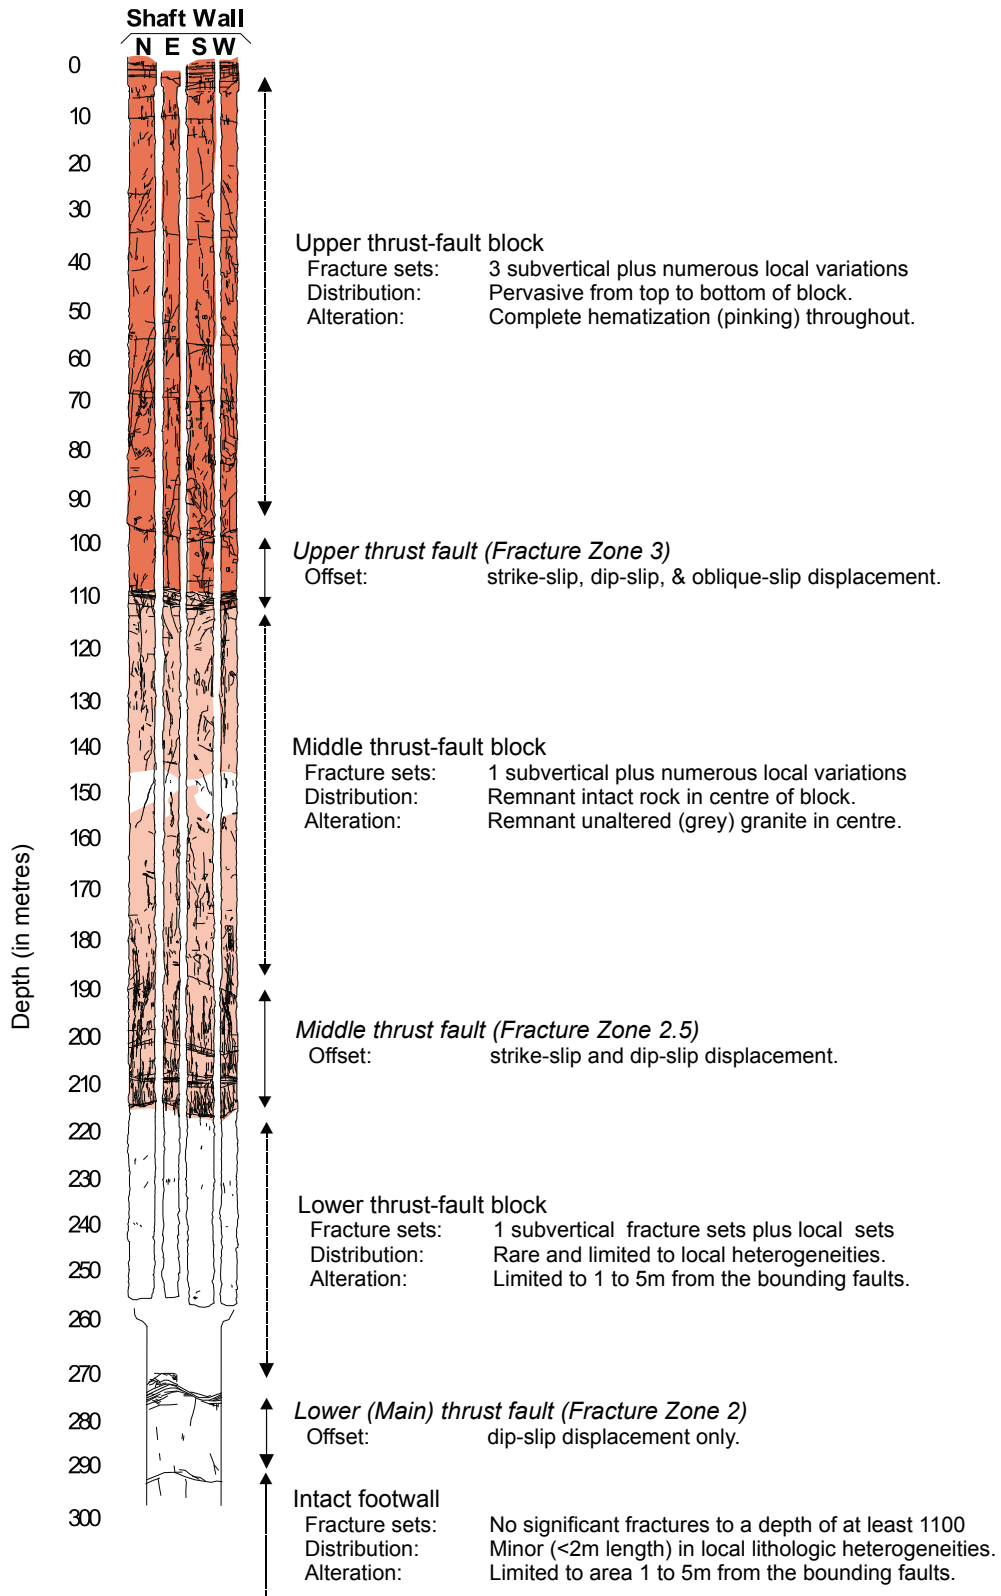 Shaft Wall
N E S W
0
10
20
30
40
50
60
70
80
90
100
110
120
130
140
150
160
170
180
190
200
210
220
230
240
250
260
270
280
290
300
Depth (in metres)
Upper thrust-fault block
Fracture sets: 3 subvertical plus numerous local variations
Distribution: Pervasive from top to bottom of block.
Alteration: Complete hematization (pinking) throughout.
Upper thrust fault (Fracture Zone 3)
Offset: strike-slip, dip-slip, & oblique-slip displacement.
Middle thrust-fault block
Fracture sets: 1 subvertical plus numerous local variations
Distribution: Remnant intact rock in centre of block.
Alteration: Remnant unaltered (grey) granite in centre.
Middle thrust fault (Fracture Zone 2.5)
Offset: strike-slip and dip-slip displacement.
Lower thrust-fault block
Fracture sets: 1 subvertical fracture sets plus local sets
Distribution: Rare and limited to local heterogeneities.
Alteration: Limited to 1 to 5m from the bounding faults.
Lower (Main) thrust fault (Fracture Zone 2)
Offset: dip-slip displacement only.
Intact footwall
Fracture sets: No significant fractures to a depth of at least 1100
Distribution: Minor (<2m length) in local lithologic heterogeneities.
Alteration: Limited to area 1 to 5m from the bounding faults.